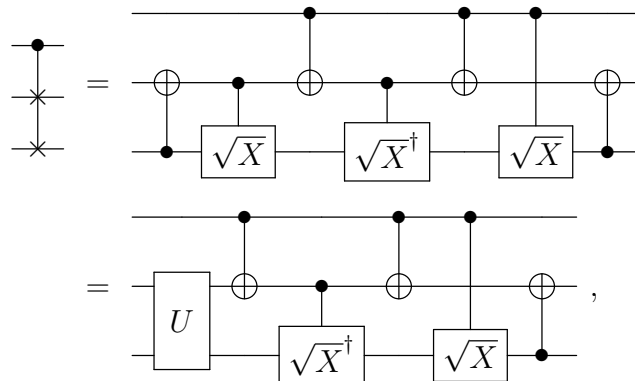 = √X √X† √X
= U √X† √X ,